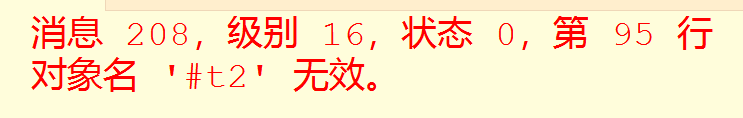 消息 208, 级别 16, 状态 0, 第 95 行
对象名 '#t2' 无效。